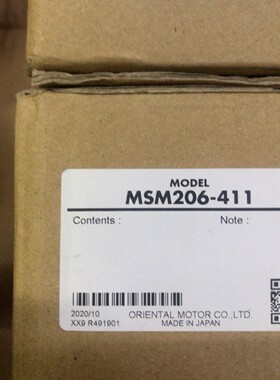 MODEL
MSM206-411
Contents : Note :
2020/10 ORIENTAL MOTOR CO.,LTD.
XX9 R491901 MADE IN JAPAN